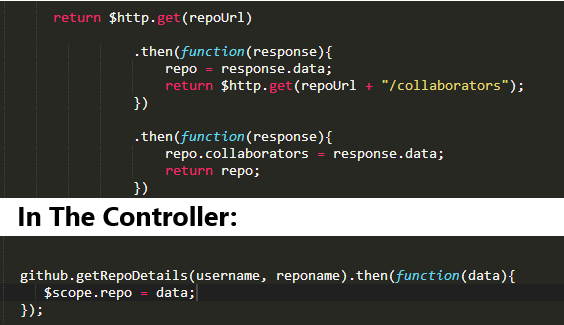 return $http.get(repoUrl)
.then(function(response){
repo = response.data;
return $http.get(repoUrl + "/collaborators");
})
.then(function(response){
repo.collaborators = response.data;
return repo;
})
In The Controller:
github.getRepoDetails(username, reponame).then(function(data){
$scope.repo = data;
});